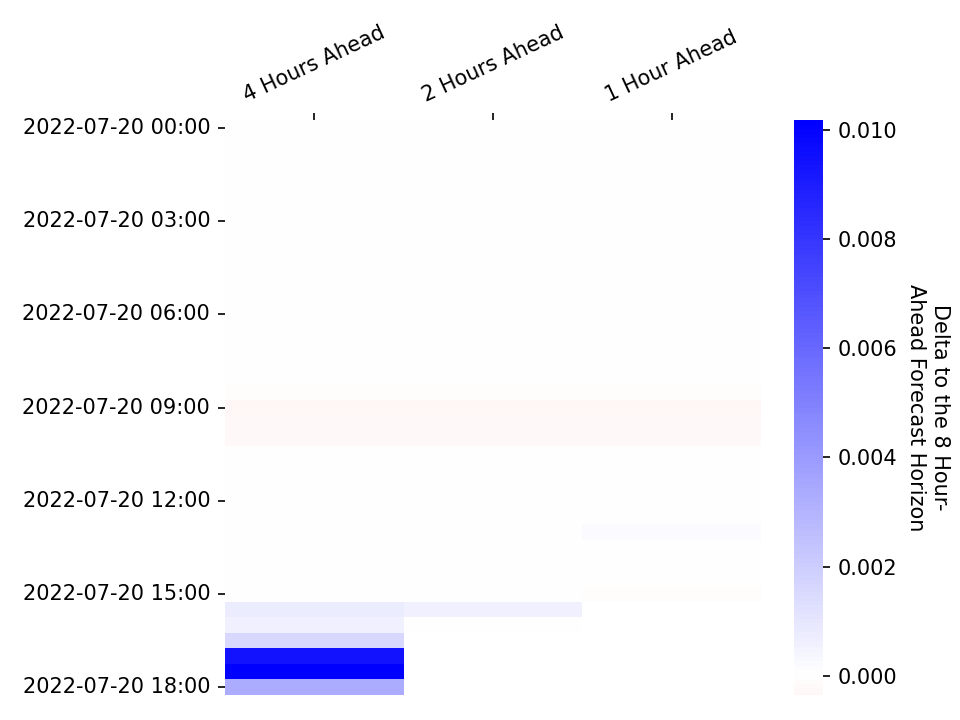 4 Hours Ahead
2 Hours Ahead
1 Hour Ahead
2022-07-20 00:00
2022-07-20 03:00
2022-07-20 06:00
2022-07-20 09:00
2022-07-20 12:00
2022-07-20 15:00
2022-07-20 18:00
0.010
0.008
0.006
0.004
0.002
0.000
Delta to the 8 Hour-
Ahead Forecast Horizon